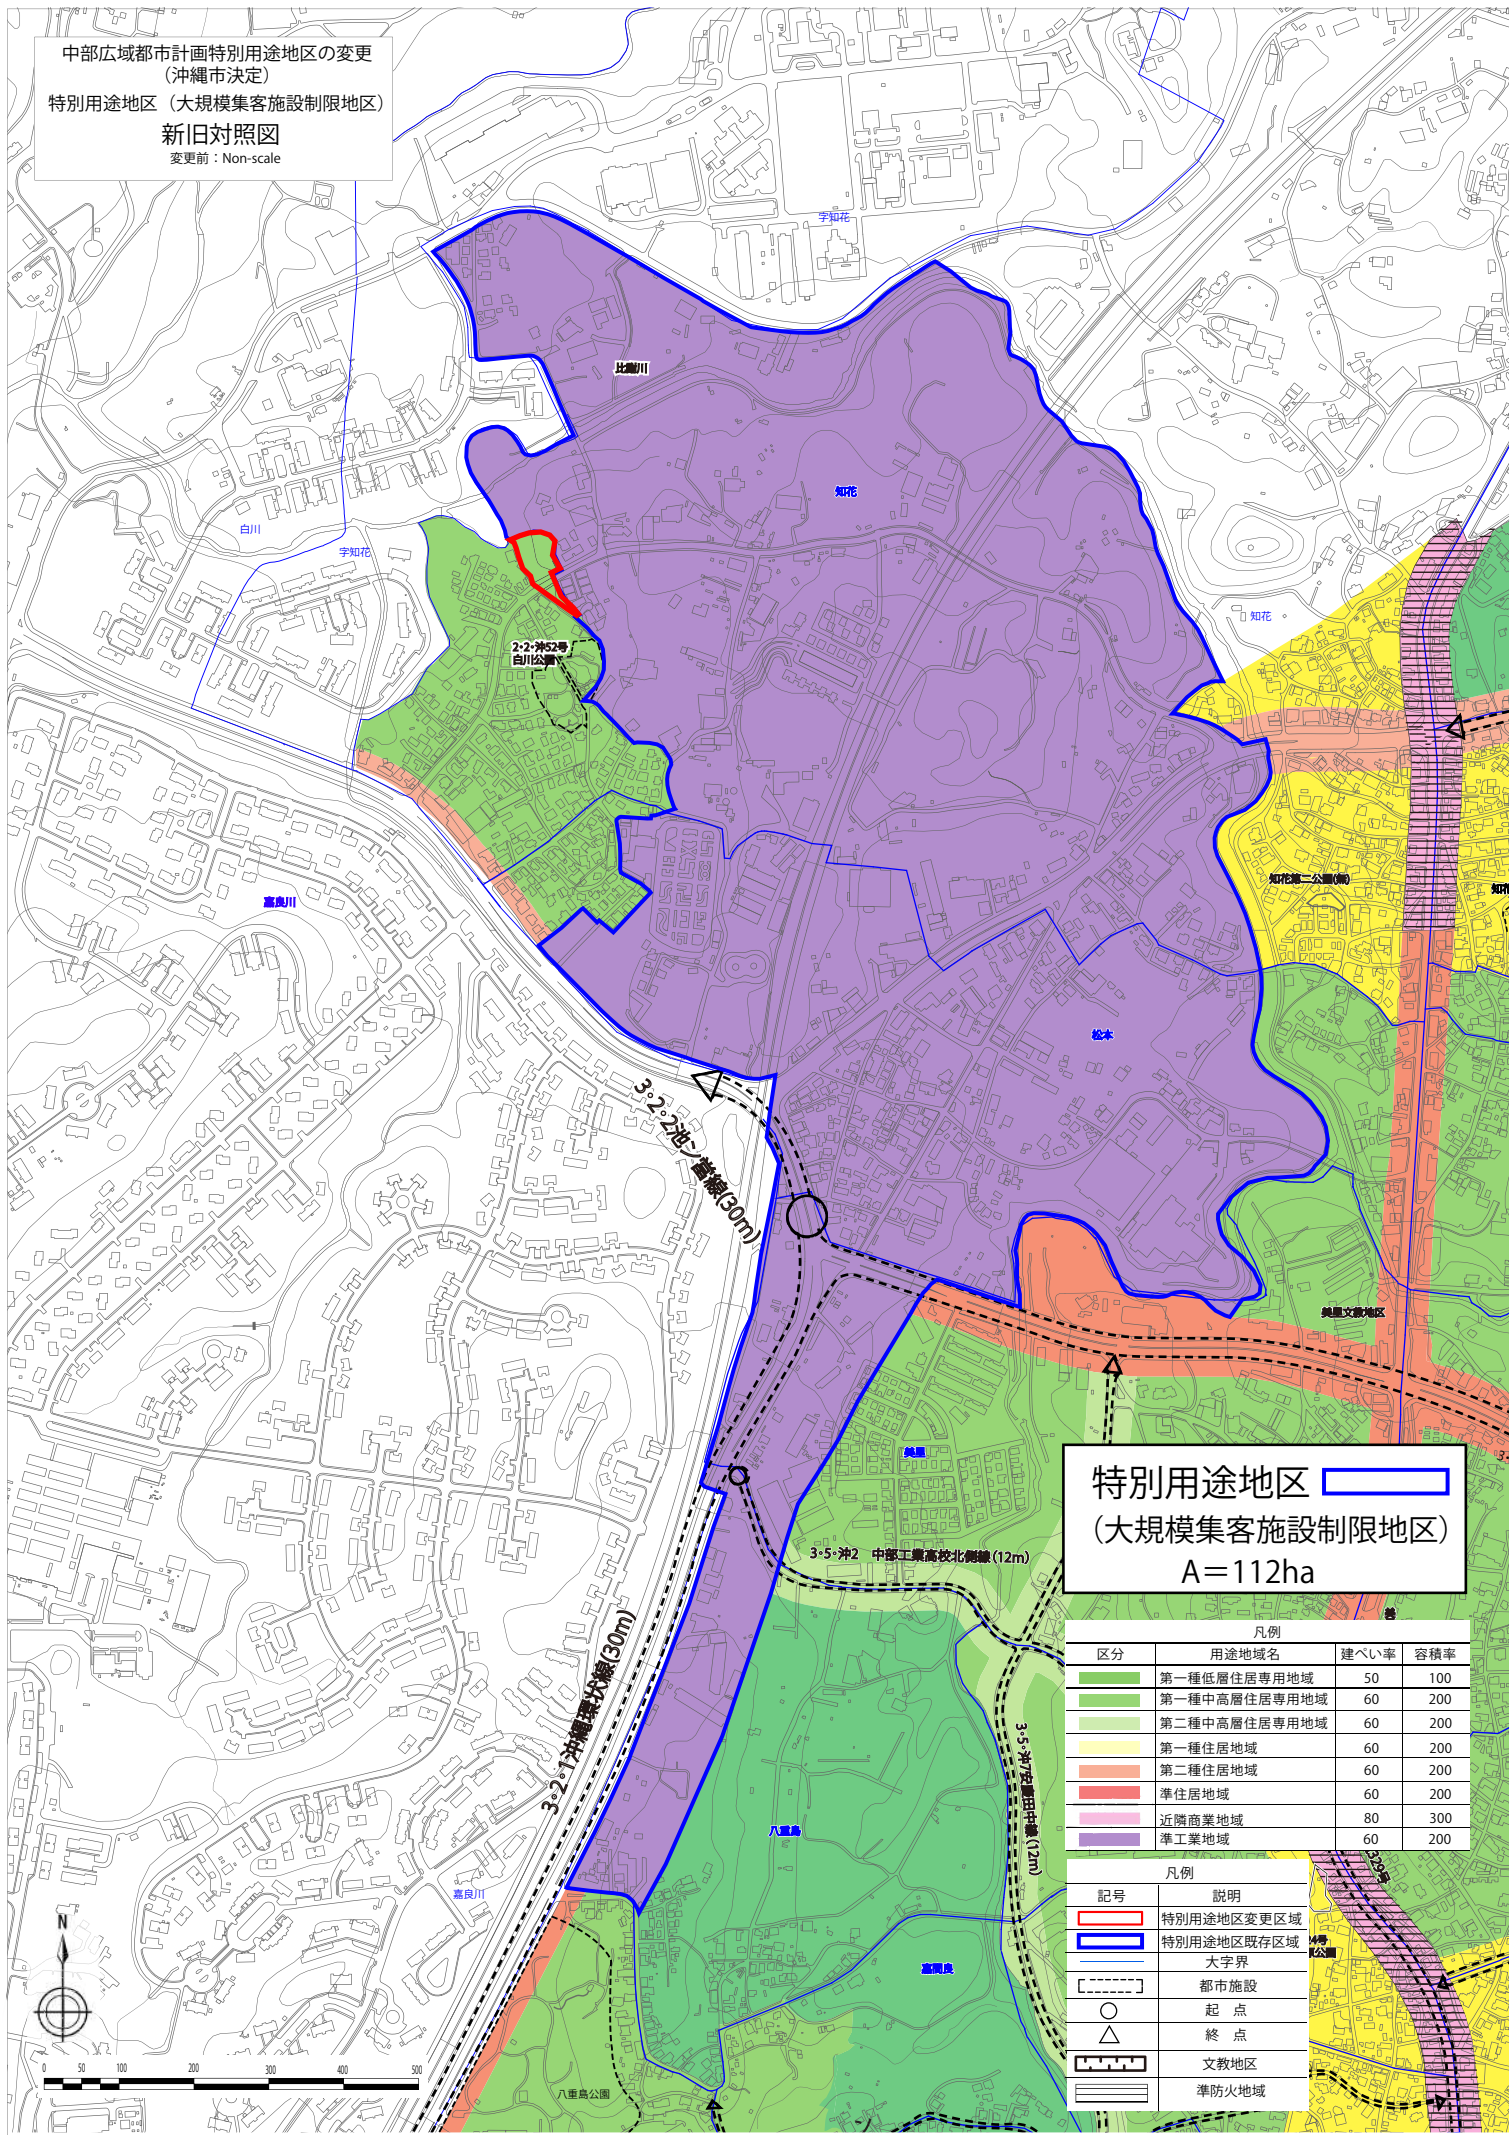 中部広域都市計画特別用途地区の変更
（沖縄市決定）
特別用途地区（大規模集客施設制限地区）
新旧対照図
変更前：Non-scale
字知花
比謝川
知花
白川
字知花
2・2・沖52号
白川公園
知花
知花第二公園(仮)
知花
嘉良川
松本
3・2・2池ン當線(30m)
美里文教地区
美里
特別用途地区
（大規模集客施設制限地区）
A＝112ha
3・5・沖2　中部工業高校北側線(12m)
3・2・1沖縄環状線(30m)
3・5・沖7安慶田中線(12m)
八重島
嘉良川
嘉間良
八重島公園
329号
凡例
区分 用途地域名 建ぺい率 容積率
第一種低層住居専用地域 50 100
第一種中高層住居専用地域 60 200
第二種中高層住居専用地域 60 200
第一種住居地域 60 200
第二種住居地域 60 200
準住居地域 60 200
近隣商業地域 80 300
準工業地域 60 200
凡例
記号 説明
特別用途地区変更区域
特別用途地区既存区域
大字界
都市施設
起　点
終　点
文教地区
準防火地域
N
0 50 100 200 300 400 500